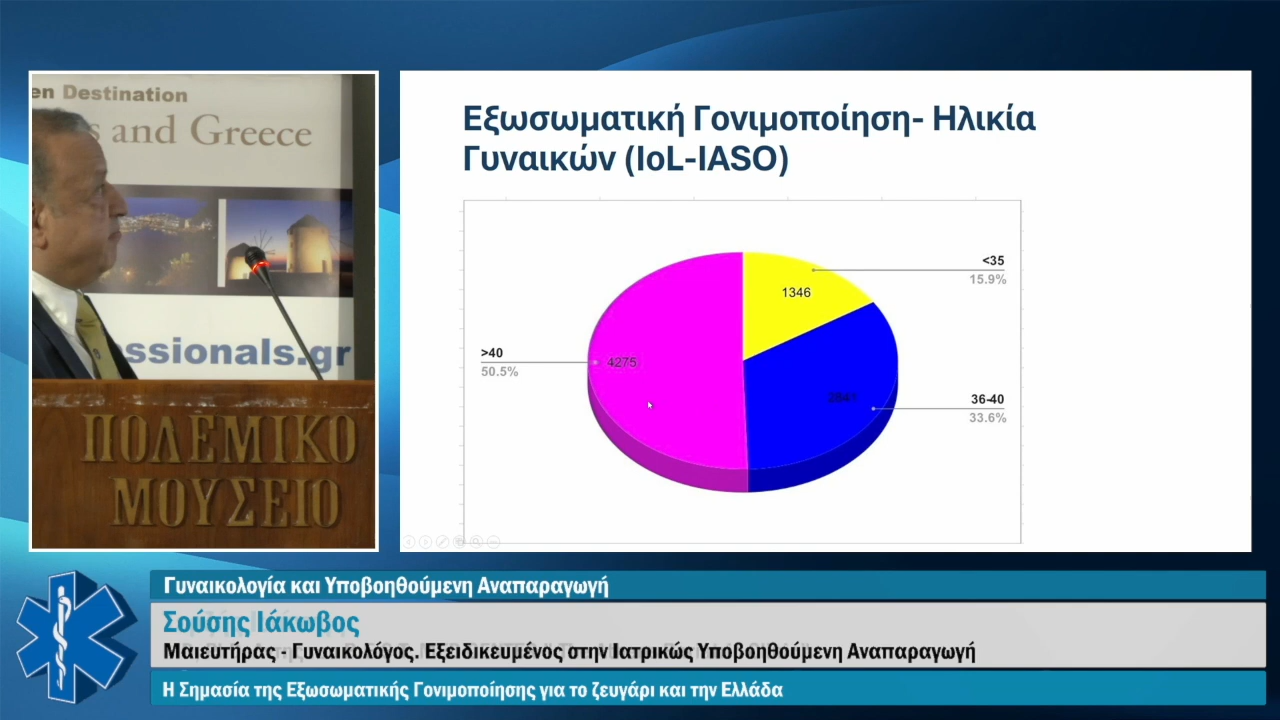 en Destination
s and Greece
essionals.gr
ΠΟΛΕΜΙΚΟ
ΜΟΥΣΕΙΟ
Εξωσωματική Γονιμοποίηση- Ηλικία
Γυναικών (IoL-IASO)
<35
15.9%
1346
>40
50.5%
4275
36-40
33.6%
2841
Γυναικολογία και Υποβοηθούμενη Αναπαραγωγή
Σούσης Ιάκωβος
Μαιευτήρας - Γυναικολόγος. Εξειδικευμένος στην Ιατρικώς Υποβοηθούμενη Αναπαραγωγή
Η Σημασία της Εξωσωματικής Γονιμοποίησης για το ζευγάρι και την Ελλάδα